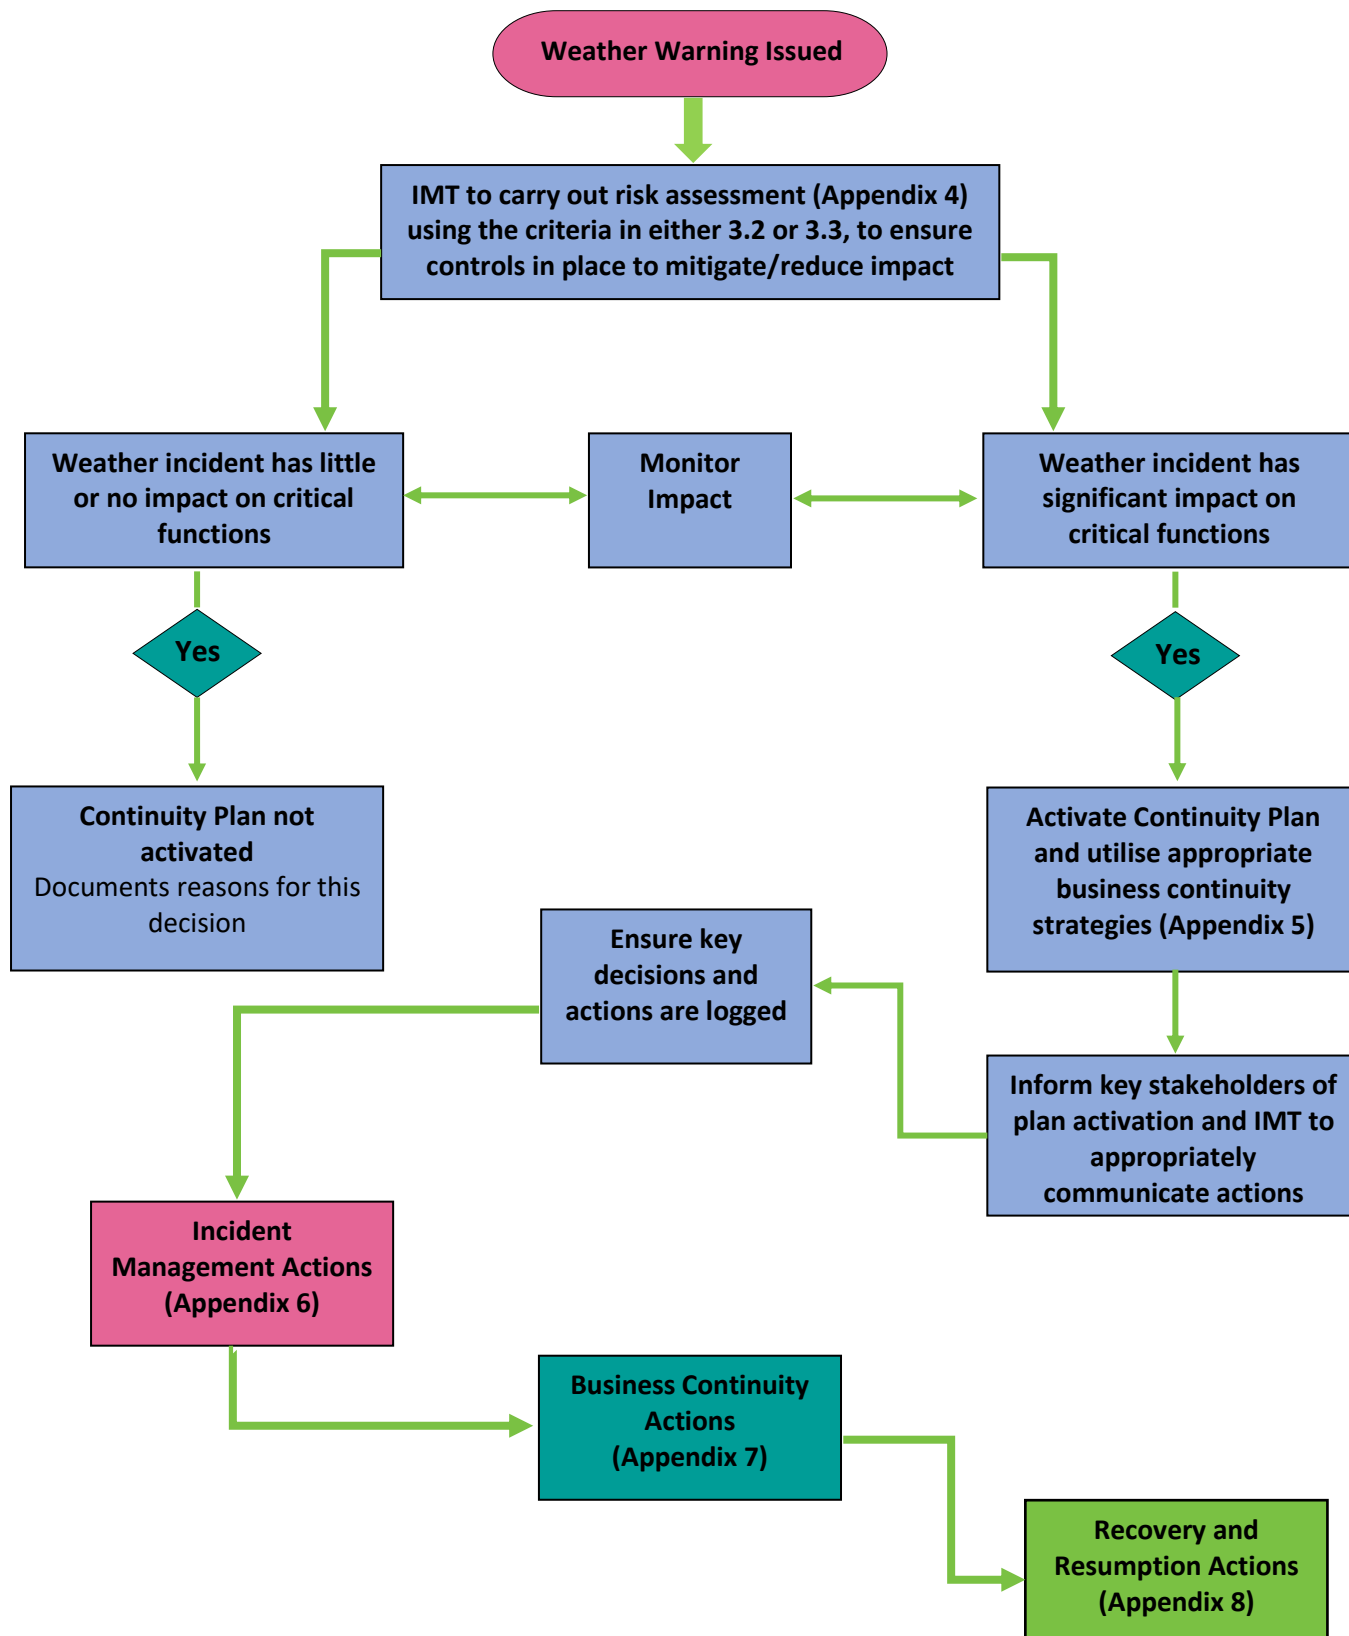 Weather Warning Issued
IMT to carry out risk assessment (Appendix 4)
using the criteria in either 3.2 or 3.3, to ensure
controls in place to mitigate/reduce impact
Weather incident has little
or no impact on critical
functions
Monitor
Impact
Weather incident has
significant impact on
critical functions
Yes
Yes
Continuity Plan not
activated
Documents reasons for this
decision
Activate Continuity Plan
and utilise appropriate
business continuity
strategies (Appendix 5)
Ensure key
decisions and
actions are logged
Inform key stakeholders of
plan activation and IMT to
appropriately
communicate actions
Incident
Management Actions
(Appendix 6)
Business Continuity
Actions
(Appendix 7)
Recovery and
Resumption Actions
(Appendix 8)